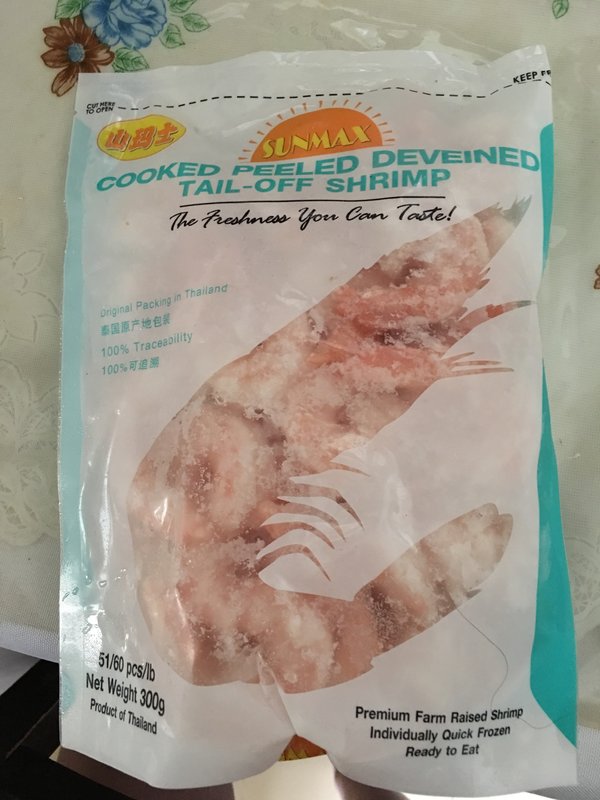 CUT HERE
TO OPEN
KEEP
山玛士
SUNMAX
COOKED PEELED DEVEINED
TAIL-OFF SHRIMP
The Freshness You Can Taste!
Original Packing in Thailand
泰国原产地包装
100% Traceability
100%可追溯
51/60 pcs/lb
Net Weight 300g
Product of Thailand
Premium Farm Raised Shrimp
Individually Quick Frozen
Ready to Eat